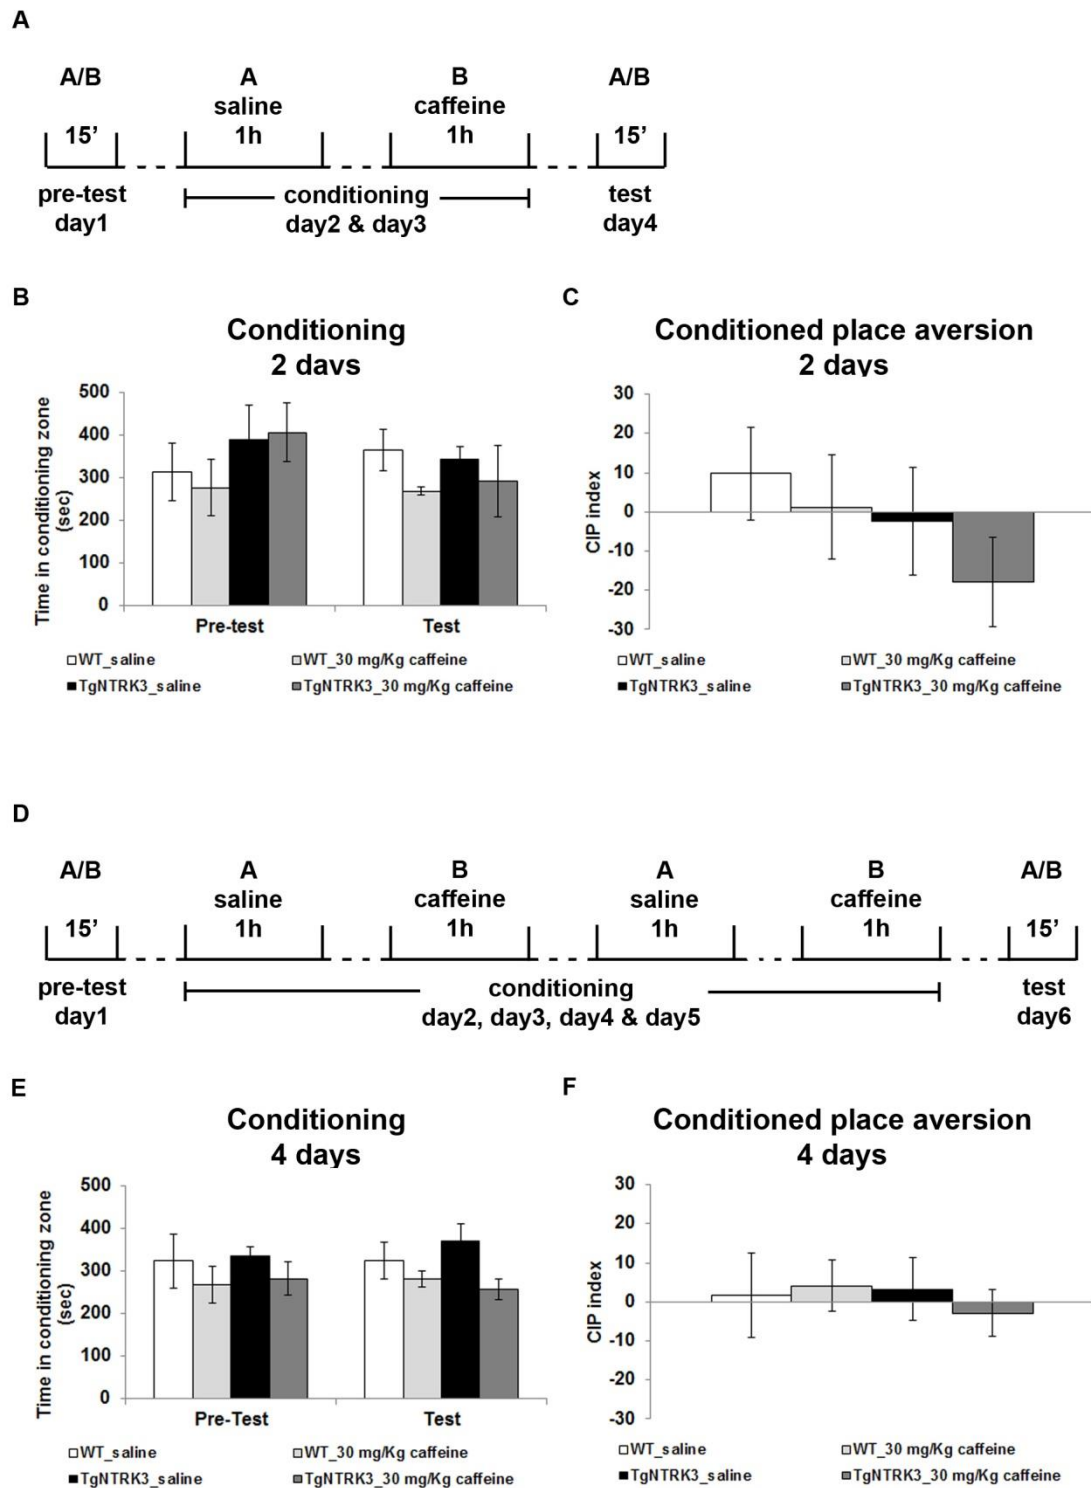 A
A/B
A
B
A/B
saline
caffeine
15’
1h
1h
15’
pre-test
conditioning
test
day1
day2 & day3
day4
B
Conditioning
2 days
500
400
300
200
100
0
Time in conditioning zone
(sec)
Pre-test
Test
WT_saline
WT_30 mg/Kg caffeine
TgNTRK3_saline
TgNTRK3_30 mg/Kg caffeine
C
Conditioned place aversion
2 days
30
20
10
0
-10
-20
-30
CIP index
WT_saline
WT_30 mg/Kg caffeine
TgNTRK3_saline
TgNTRK3_30 mg/Kg caffeine
D
A/B
A
B
A
B
A/B
saline
caffeine
saline
caffeine
15’
1h
1h
1h
1h
15’
pre-test
conditioning
test
day1
day2, day3, day4 & day5
day6
E
Conditioning
4 days
500
400
300
200
100
0
Time in conditioning zone
(sec)
Pre-Test
Test
WT_saline
WT_30 mg/Kg caffeine
TgNTRK3_saline
TgNTRK3_30 mg/Kg caffeine
F
Conditioned place aversion
4 days
30
20
10
0
-10
-20
-30
CIP index
WT_saline
WT_30 mg/Kg caffeine
TgNTRK3_saline
TgNTRK3_30 mg/Kg caffeine